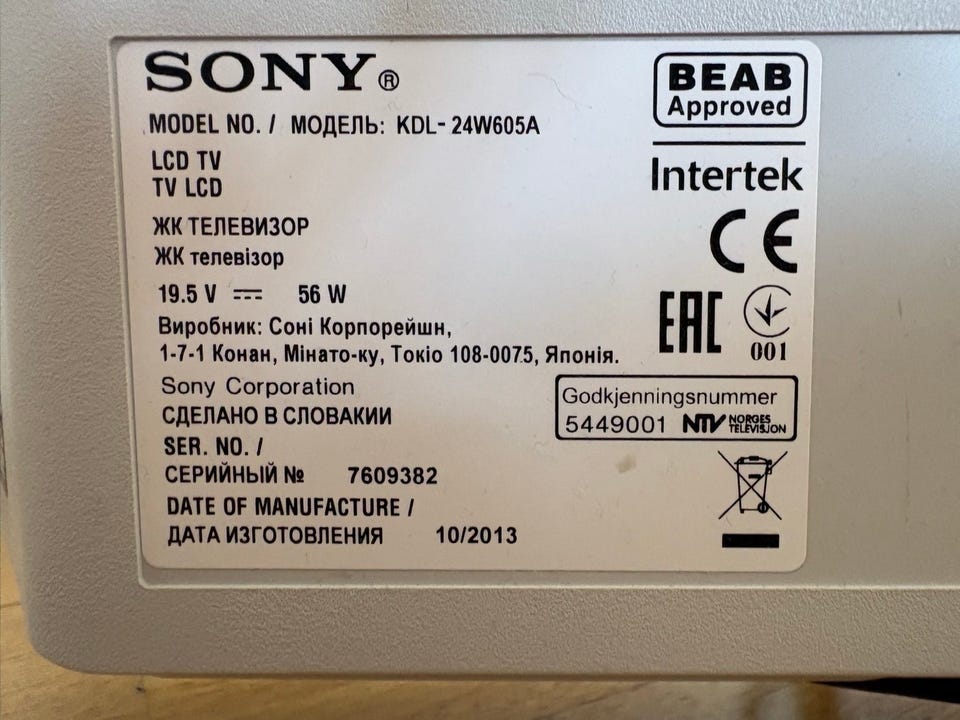 SONY®
MODEL NO. / МОДЕЛЬ: KDL-24W605A
LCD TV
TV LCD
ЖК ТЕЛЕВИЗОР
ЖК телевізор
19.5 V 56 W
Виробник: Соні Корпорейшн,
1-7-1 Конан, Мінато-ку, Токіо 108-0075, Японія.
Sony Corporation
СДЕЛАНО В СЛОВАКИИ
SER. NO. /
СЕРИЙНЫЙ № 7609382
DATE OF MANUFACTURE /
ДАТА ИЗГОТОВЛЕНИЯ 10/2013
BEAB
Approved
Intertek
CE
EAC
001
Godkjenningsnummer
5449001 NTV NORGES
TELEVISJON